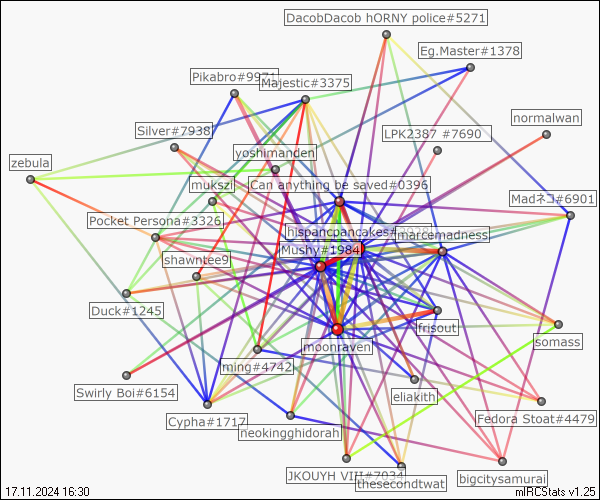 DacobDacob hORNY police#5271
Eg.Master#1378
Pikabro#9971
Majestic#3375
normalwan
Silver#7938
LPK2387 #7690
yoshimanden
zebula
mukszi
Can anything be saved#0396
Madネコ#6901
Pocket Persona#3326
hispancpancakes#
marcemadness
Mushy#1984
shawntee9
Duck#1245
frisout
moonraven
somass
ming#4742
Swirly Boi#6154
eliakith
Cypha#1717
Fedora Stoat#4479
neokingghidorah
JKOUYH VIII#7034
thesecondtwat
bigcitysamurai
17.11.2024 16:30
mIRCStats v1.25